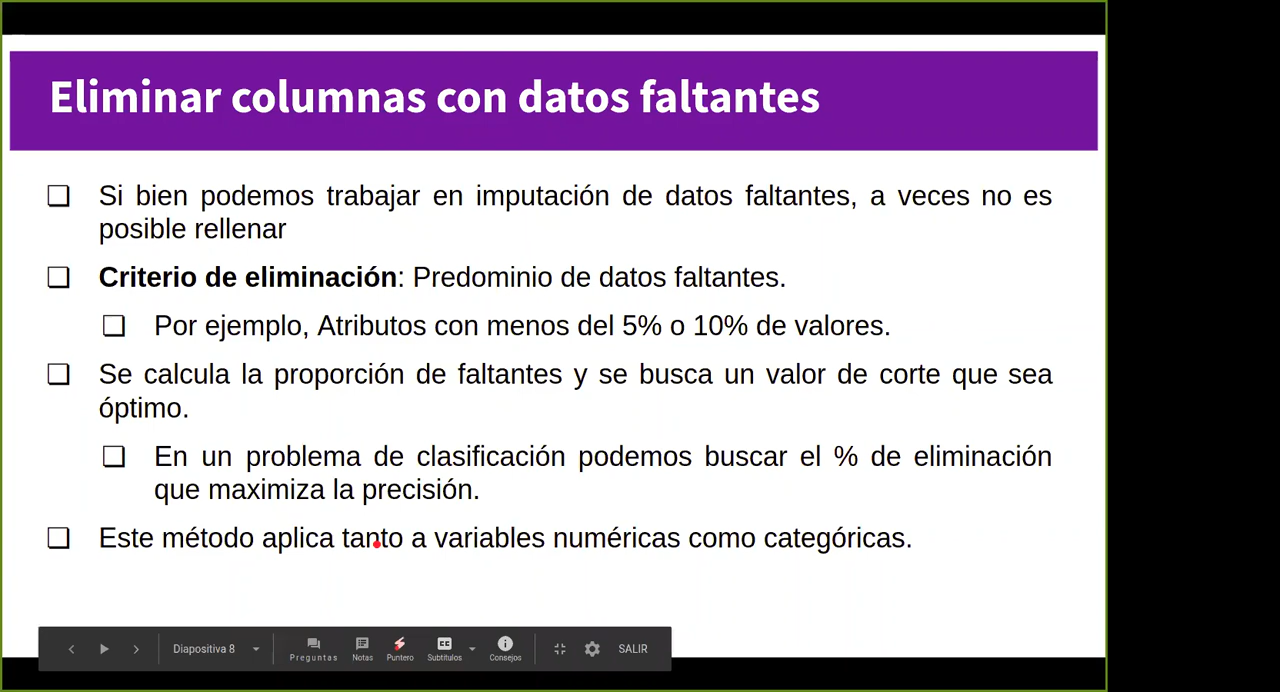 Eliminar columnas con datos faltantes
Si bien podemos trabajar en imputación de datos faltantes, a veces no es
posible rellenar
Criterio de eliminación: Predominio de datos faltantes.
Por ejemplo, Atributos con menos del 5% o 10% de valores.
Se calcula la proporción de faltantes y se busca un valor de corte que sea
óptimo.
En un problema de clasificación podemos buscar el % de eliminación
que maximiza la precisión.
Este método aplica tanto a variables numéricas como categóricas.
Diapositiva 8 Preguntas Notas Puntero Subtítulos Consejos SALIR